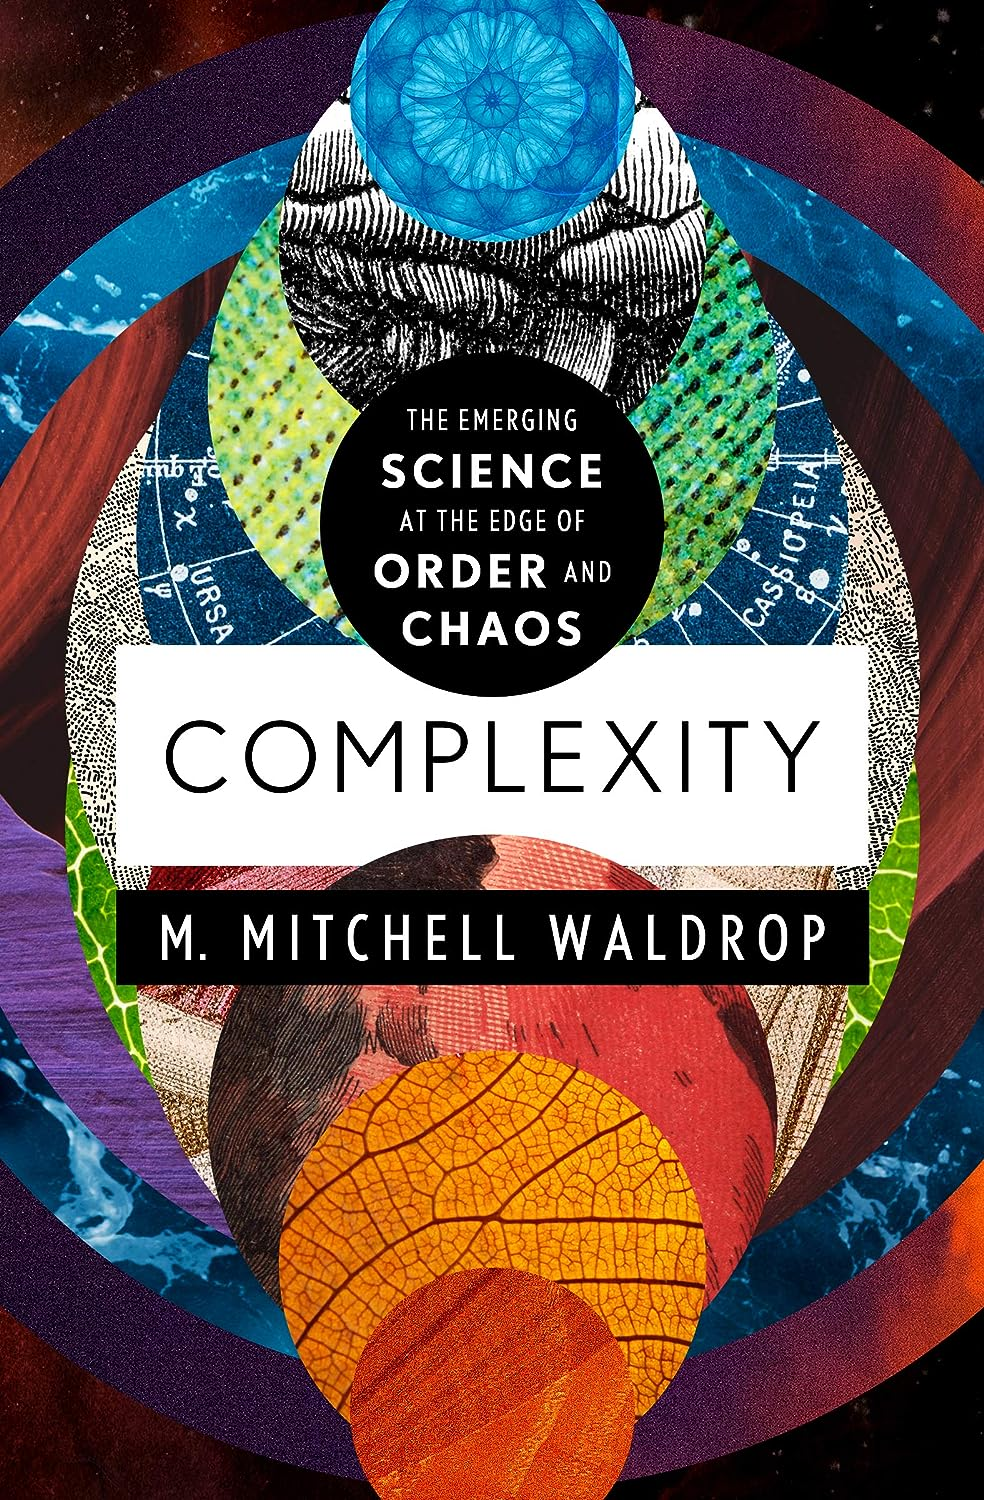 THE EMERGING
SCIENCE
AT THE EDGE OF
ORDER AND
CHAOS
χ
ψ
URSA
CASSIOPEIA
γ
β
COMPLEXITY
M. MITCHELL WALDROP